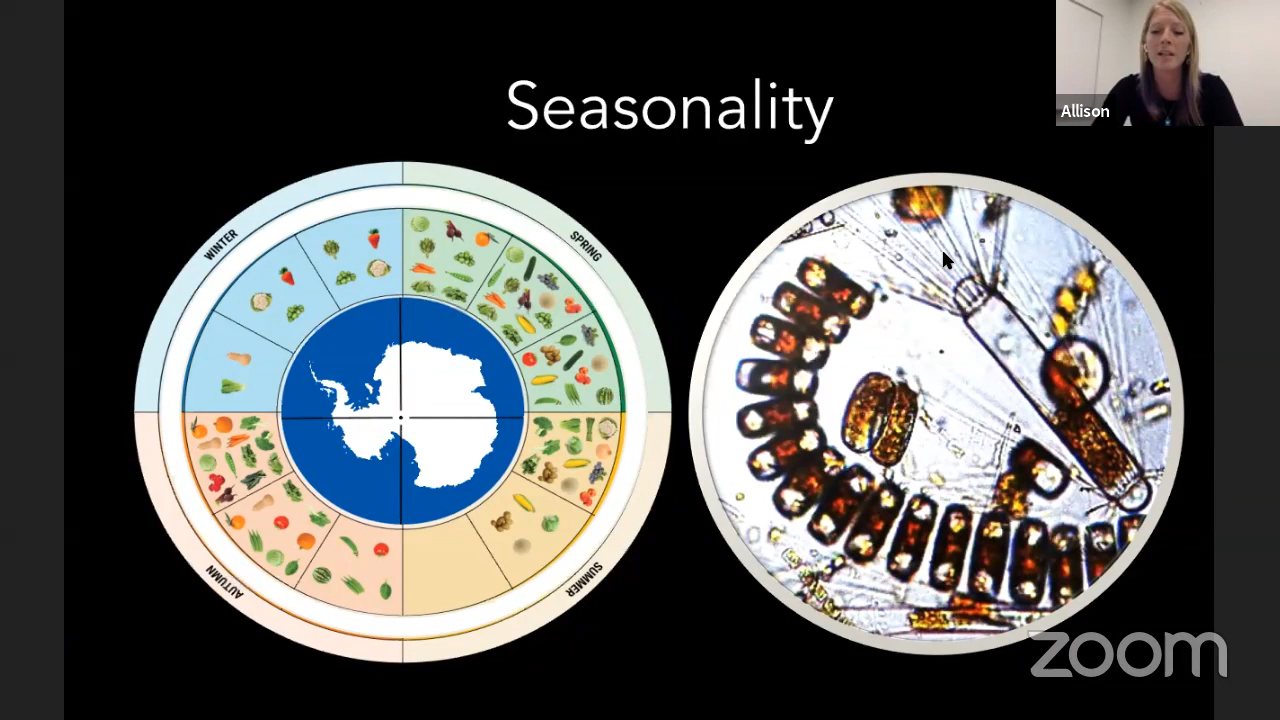 Seasonality
Allison
WINTER
SPRING
AUTUMN
SUMMER
zoom